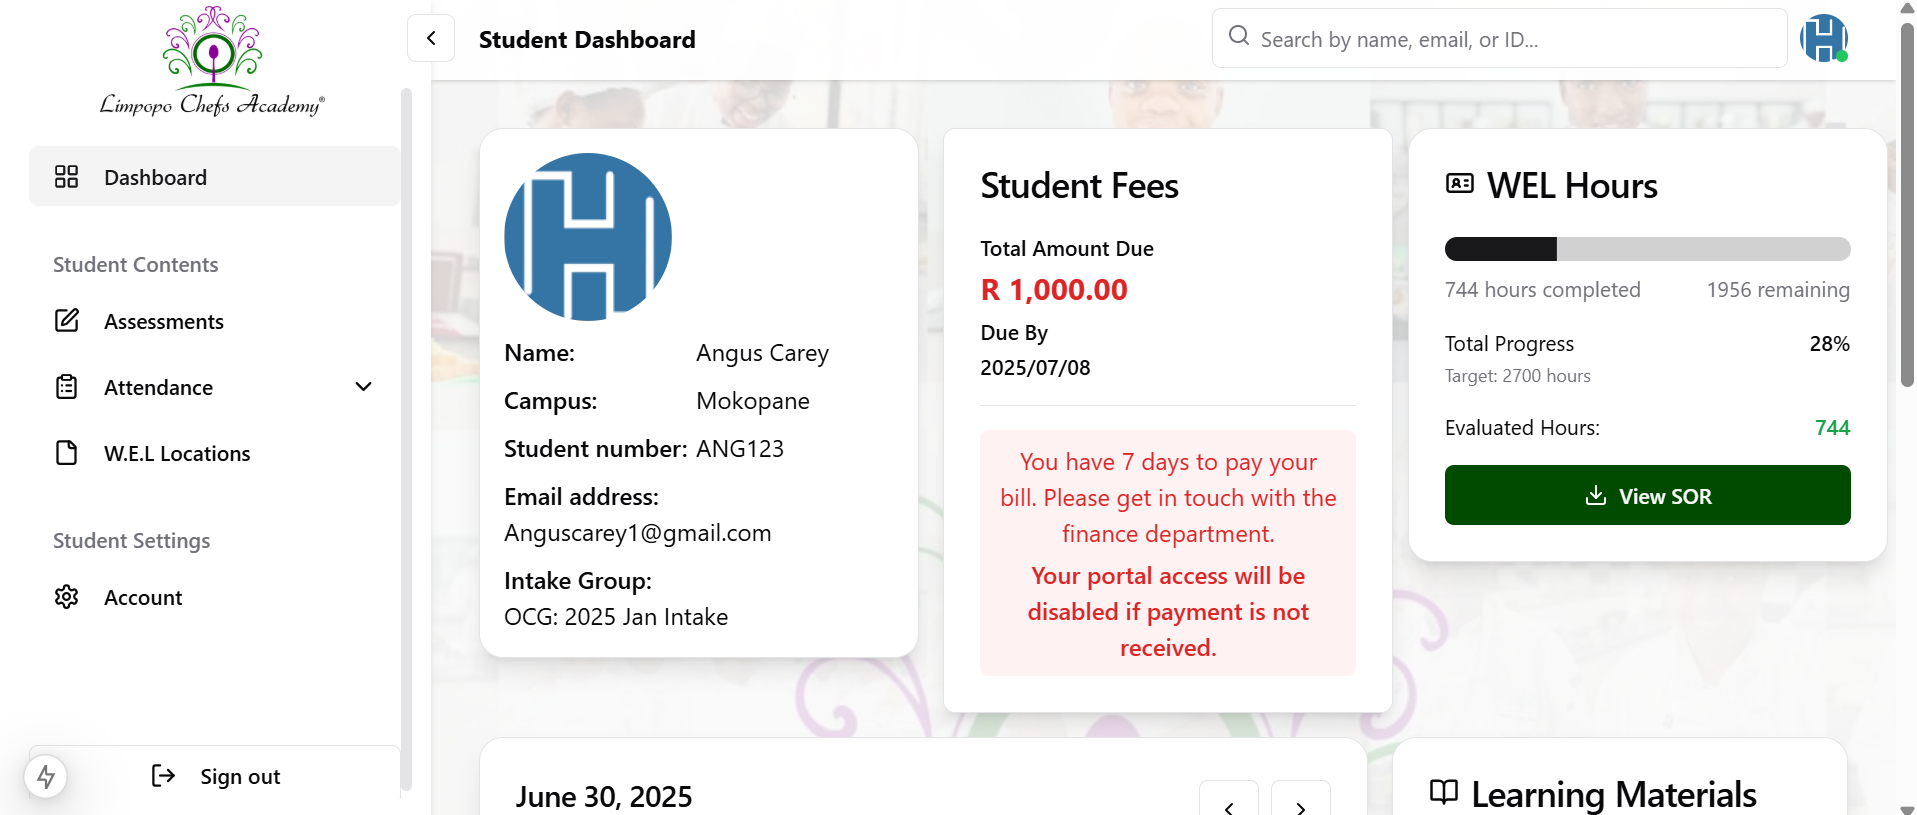 Limpopo Chefs Academy®
Dashboard
Student Contents
Assessments
Attendance
W.E.L Locations
Student Settings
Account
Sign out
Student Dashboard
Search by name, email, or ID...
Name: Angus Carey
Campus: Mokopane
Student number: ANG123
Email address:
Anguscarey1@gmail.com
Intake Group:
OCG: 2025 Jan Intake
Student Fees
Total Amount Due
R 1,000.00
Due By
2025/07/08
You have 7 days to pay your
bill. Please get in touch with the
finance department.
Your portal access will be
disabled if payment is not
received.
WEL Hours
744 hours completed 1956 remaining
Total Progress 28%
Target: 2700 hours
Evaluated Hours: 744
View SOR
June 30, 2025
Learning Materials